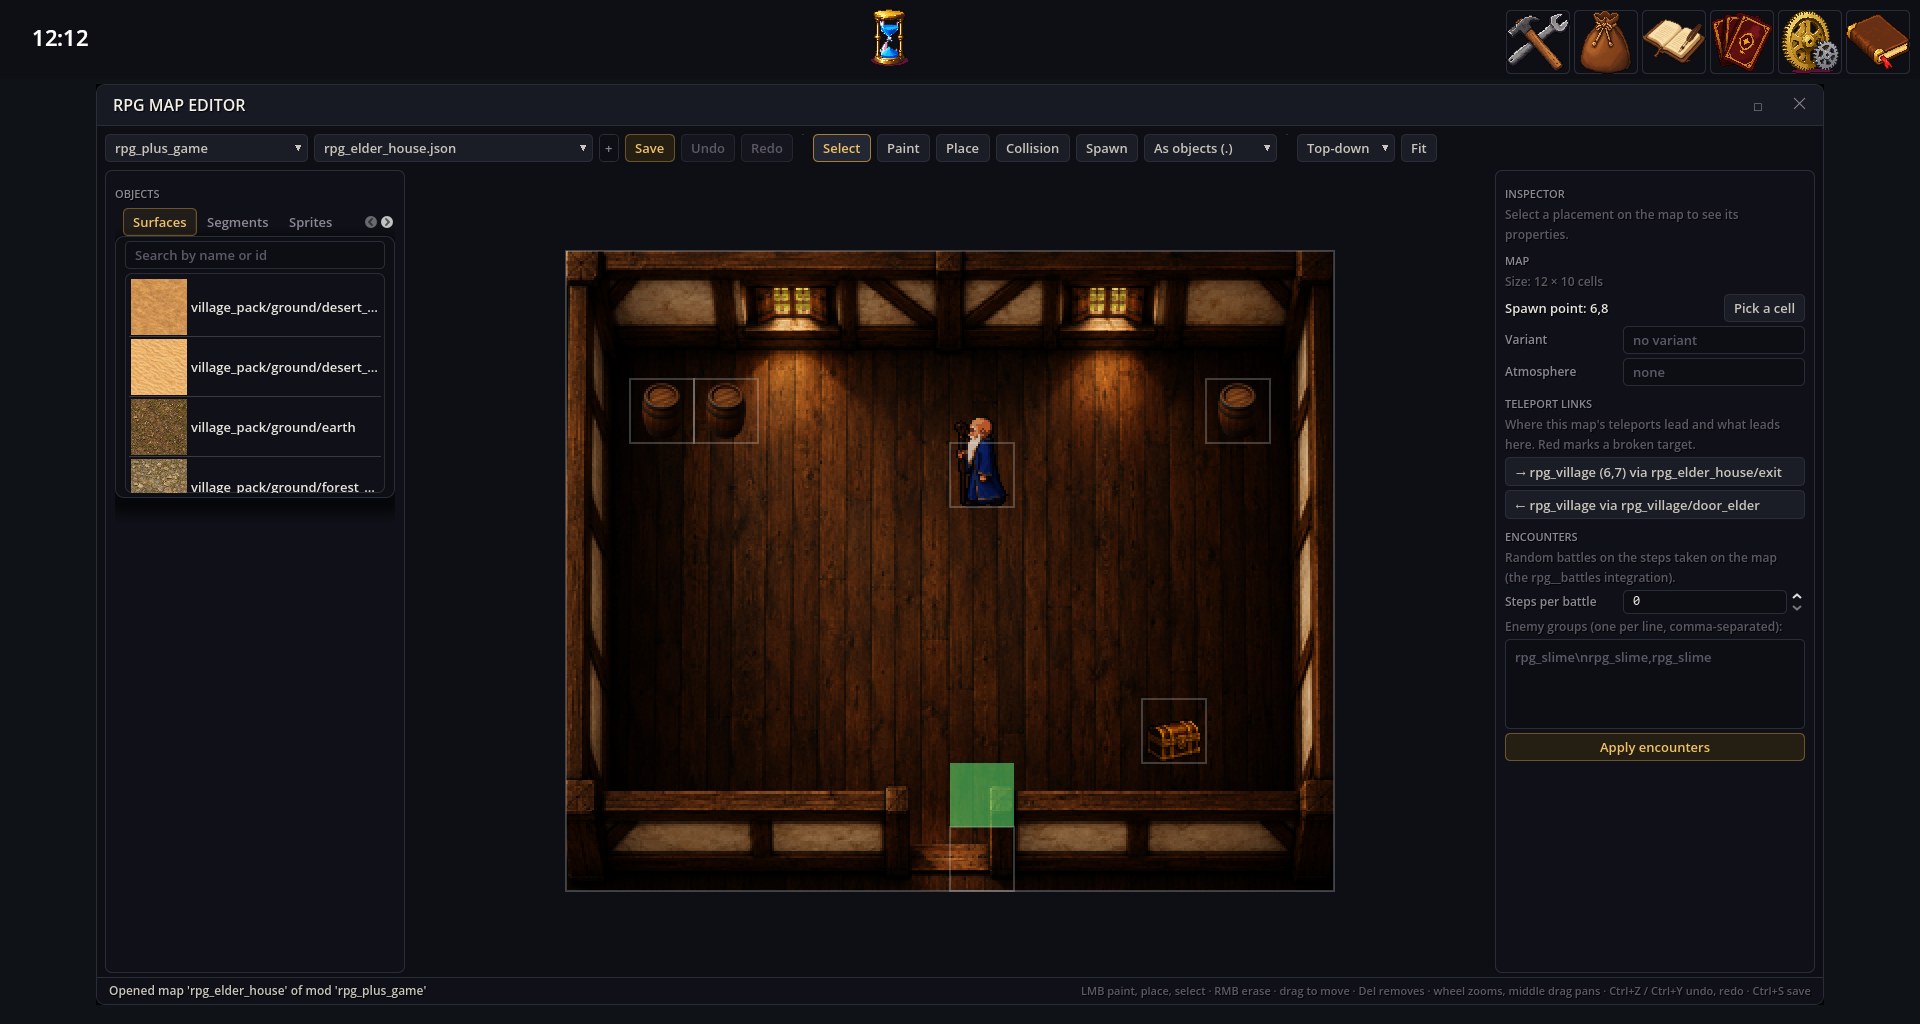 12:12
RPG MAP EDITOR
rpg_plus_game
rpg_elder_house.json
+
Save
Undo
Redo
Select
Paint
Place
Collision
Spawn
As objects (.)
Top-down
Fit
OBJECTS
Surfaces
Segments
Sprites
Search by name or id
village_pack/ground/desert_...
village_pack/ground/desert_...
village_pack/ground/earth
village_pack/ground/forest_...
INSPECTOR
Select a placement on the map to see its
properties.
MAP
Size: 12 × 10 cells
Spawn point: 6,8
Pick a cell
Variant
no variant
Atmosphere
none
TELEPORT LINKS
Where this map's teleports lead and what leads
here. Red marks a broken target.
→ rpg_village (6,7) via rpg_elder_house/exit
← rpg_village via rpg_village/door_elder
ENCOUNTERS
Random battles on the steps taken on the map
(the rpg__battles integration).
Steps per battle
0
Enemy groups (one per line, comma-separated):
rpg_slime\nrpg_slime,rpg_slime
Apply encounters
Opened map 'rpg_elder_house' of mod 'rpg_plus_game'
LMB paint, place, select · RMB erase · drag to move · Del removes · wheel zooms, middle drag pans · Ctrl+Z / Ctrl+Y undo, redo · Ctrl+S save